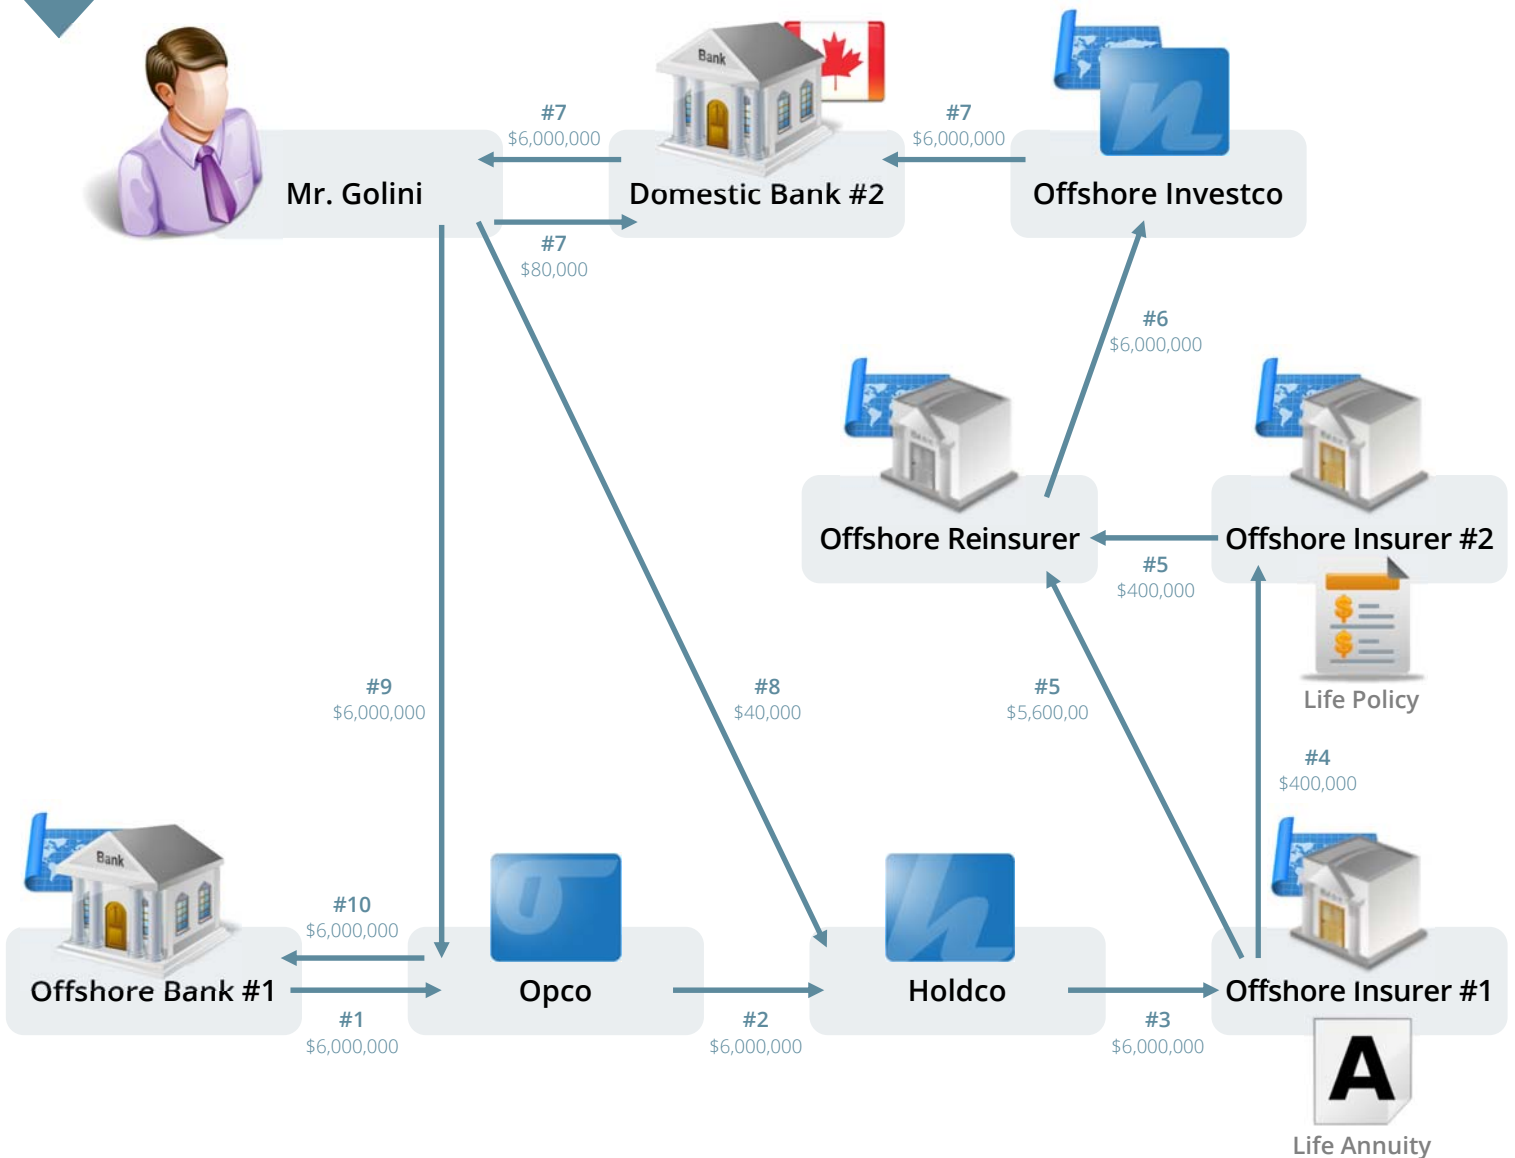 Bank
#7
$6,000,000
#7
$6,000,000
Mr. Golini
Domestic Bank #2
Offshore Investco
#7
$80,000
#6
$6,000,000
Offshore Reinsurer
Offshore Insurer #2
#5
$400,000
Life Policy
#9
$6,000,000
#8
$40,000
#5
$5,600,00
#4
$400,000
Bank
#10
$6,000,000
Offshore Bank #1
Opco
Holdco
Offshore Insurer #1
#1
$6,000,000
#2
$6,000,000
#3
$6,000,000
A
Life Annuity